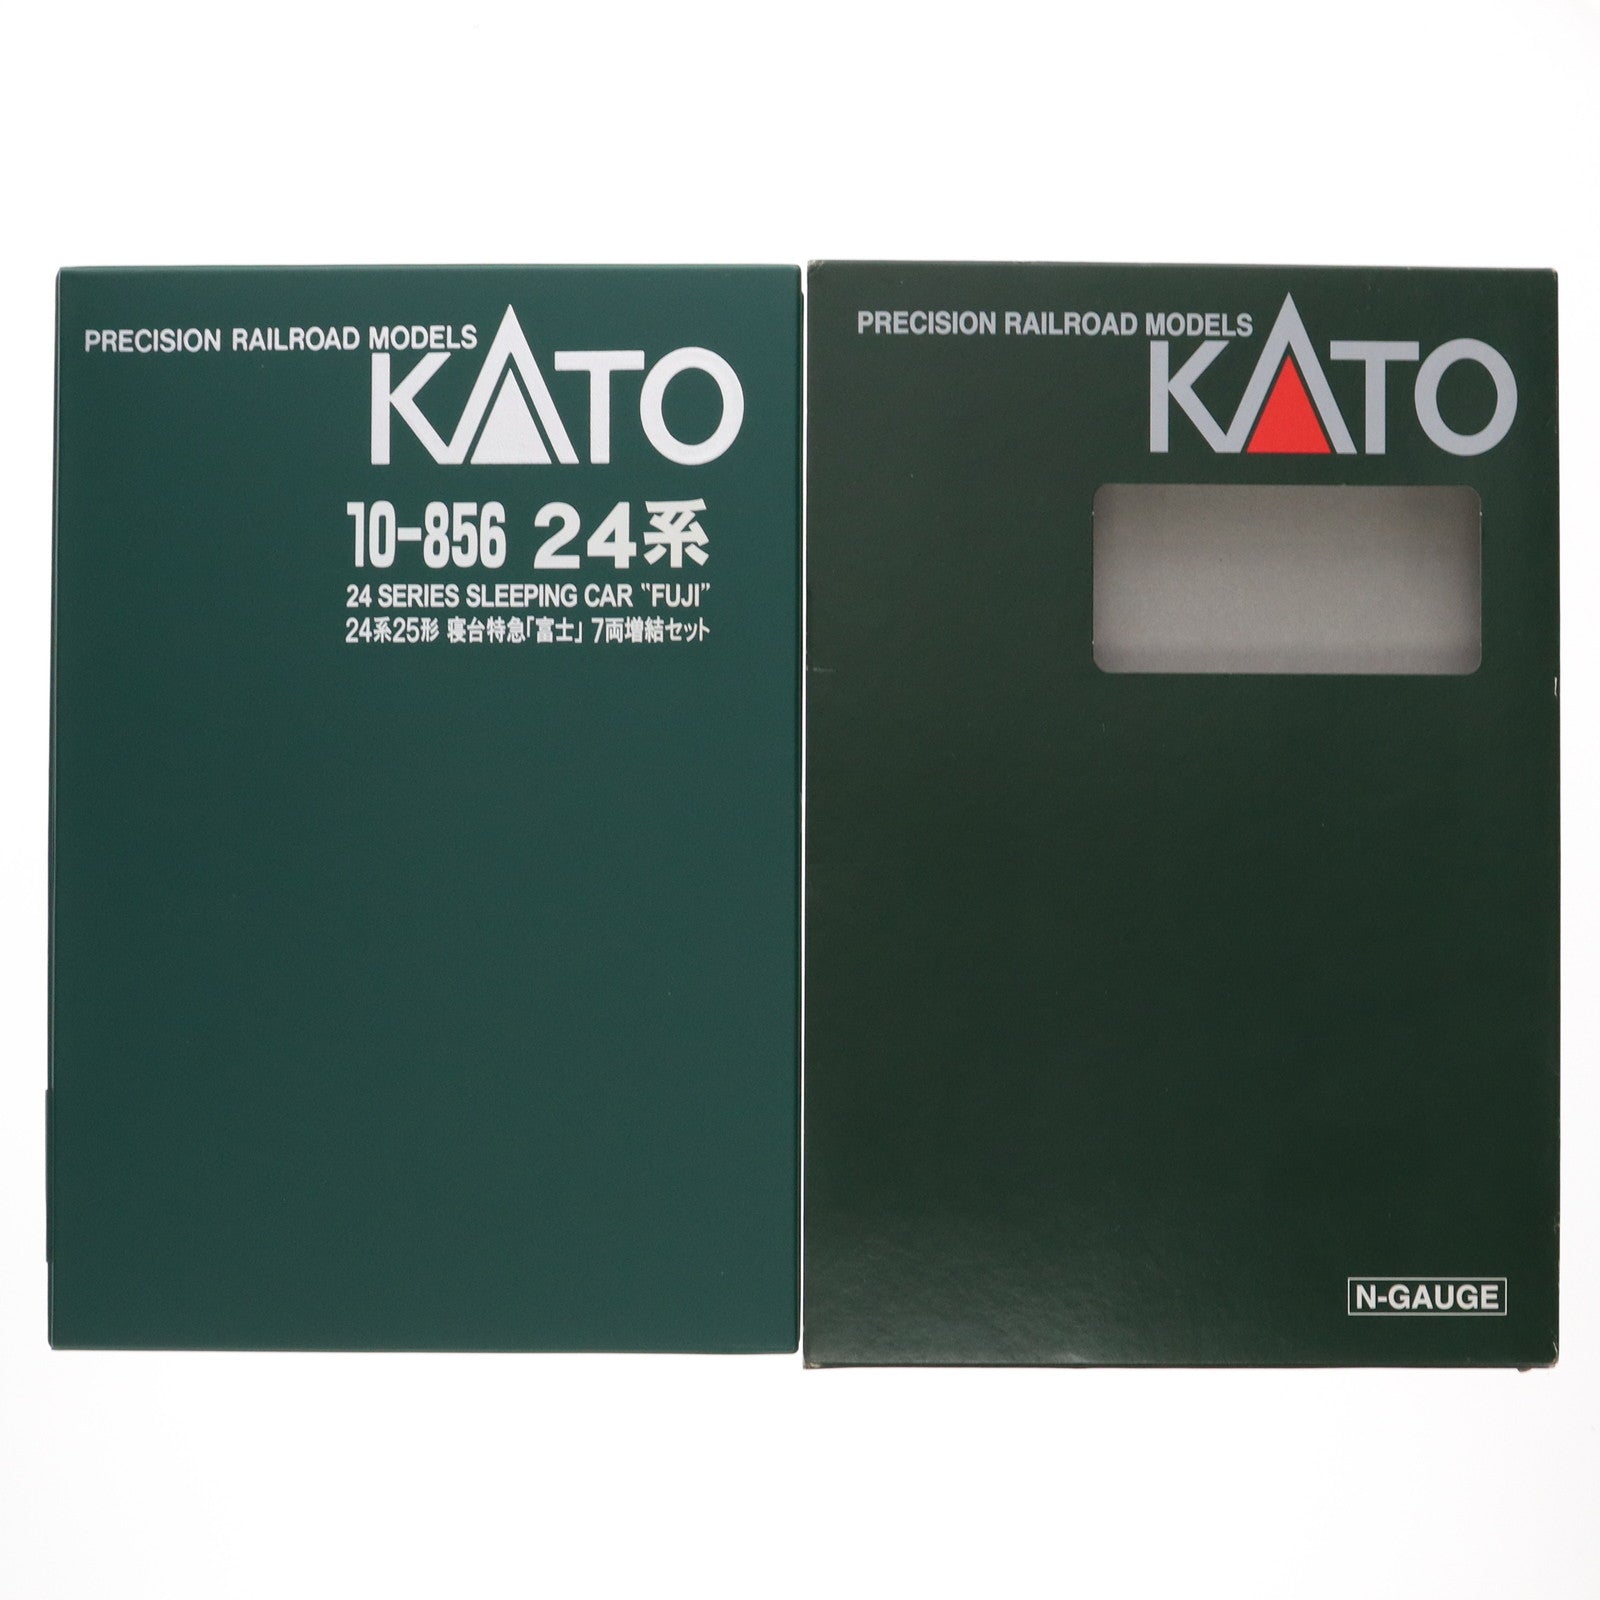 PRECISION RAILROAD MODELS
KATO
10-856 24系
24 SERIES SLEEPING CAR "FUJI"
24系25形 寝台特急「富士」 7両増結セット
PRECISION RAILROAD MODELS
KATO
N-GAUGE